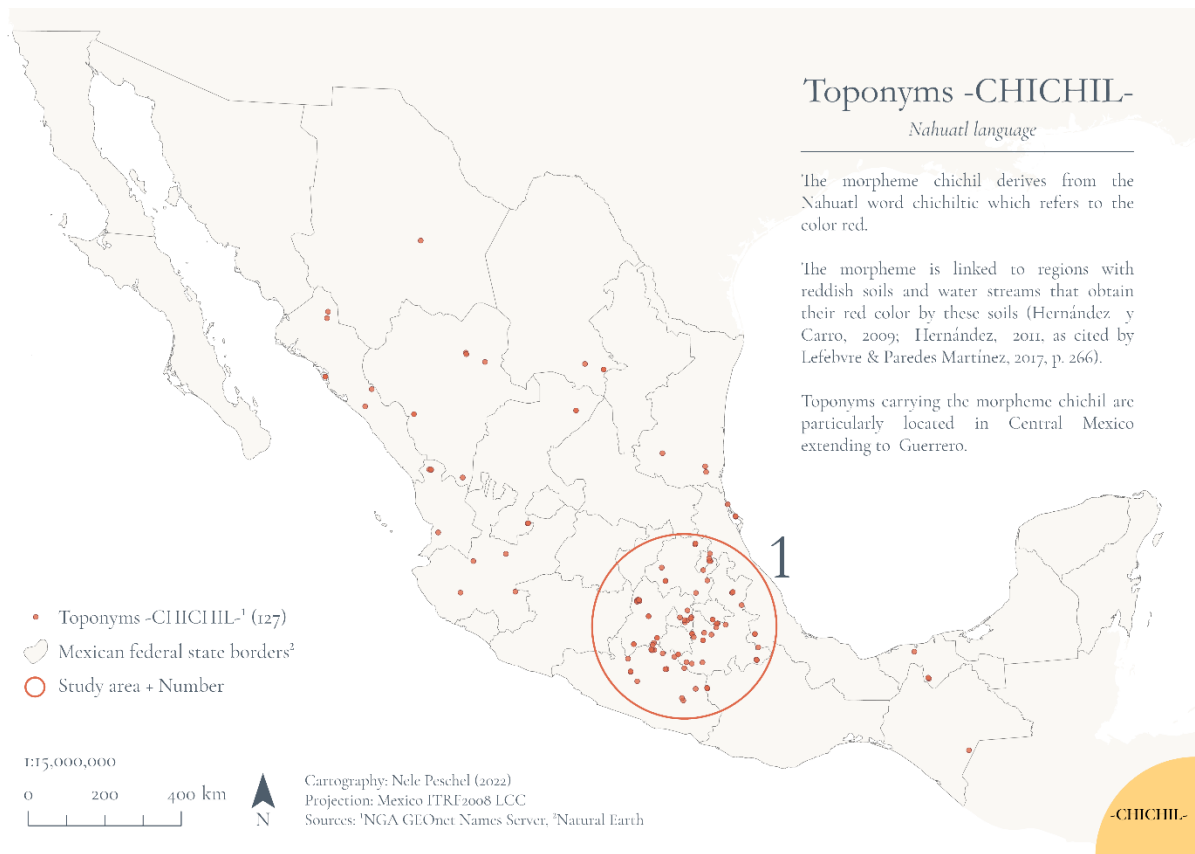 Toponyms -CHICHIL-
Nahuatl language
The morpheme chichil derives from the
Nahuatl word chichiltic which refers to the
color red.
The morpheme is linked to regions with
reddish soils and water streams that obtain
their red color by these soils (Hernández y
Carro, 2009; Hernández, 2011, as cited by
Lefebvre & Paredes Martínez, 2017, p. 266).
Toponyms carrying the morpheme chichil are
particularly located in Central Mexico
extending to Guerrero.
1
Toponyms -CHICHIL-¹ (127)
Mexican federal state borders²
Study area + Number
1:15,000,000
0 200 400 km
N
Cartography: Nele Peschel (2022)
Projection: Mexico ITRF2008 LCC
Sources: ¹NGA GEOnet Names Server, ²Natural Earth
-CHICHIL-